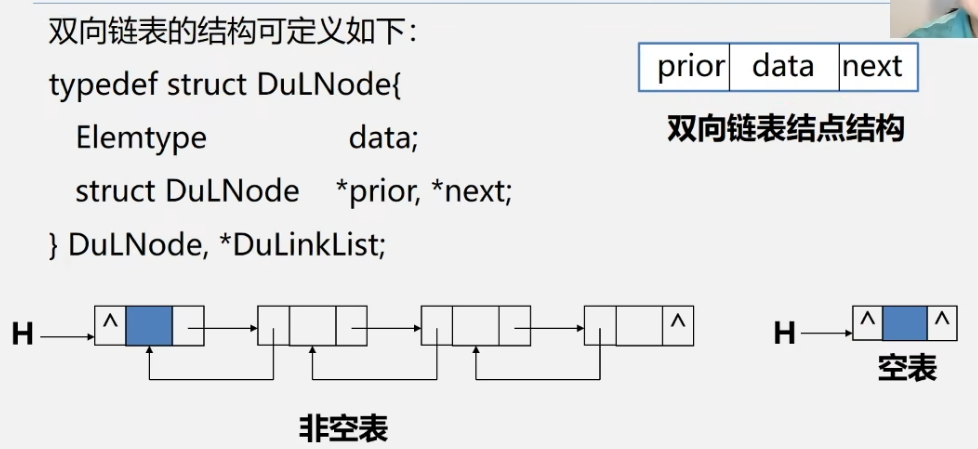 双向链表的结构可定义如下：
typedef struct DuLNode{
Elemtype data;
struct DuLNode *prior, *next;
} DuLNode, *DuLinkList;
prior data next
双向链表结点结构
H ^ ^
非空表
H ^ ^
空表